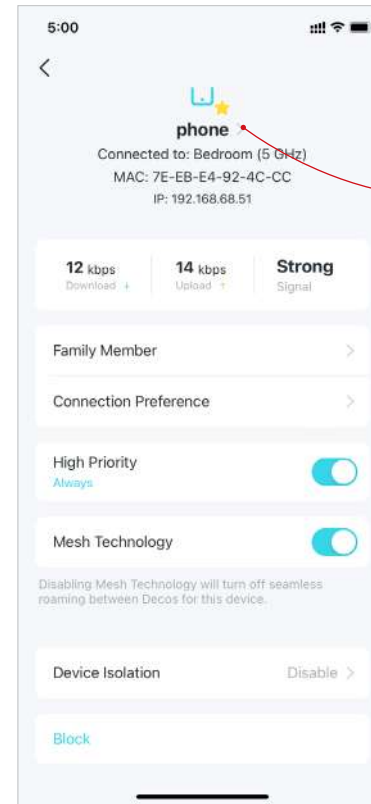 5:00
phone
Connected to: Bedroom (5 GHz)
MAC: 7E-EB-E4-92-4C-CC
IP: 192.168.68.51
12 kbps
Download ↓
14 kbps
Upload ↑
Strong
Signal
Family Member
Connection Preference
High Priority
Always
Mesh Technology
Disabling Mesh Technology will turn off seamless
roaming between Decos for this device.
Device Isolation Disable
Block